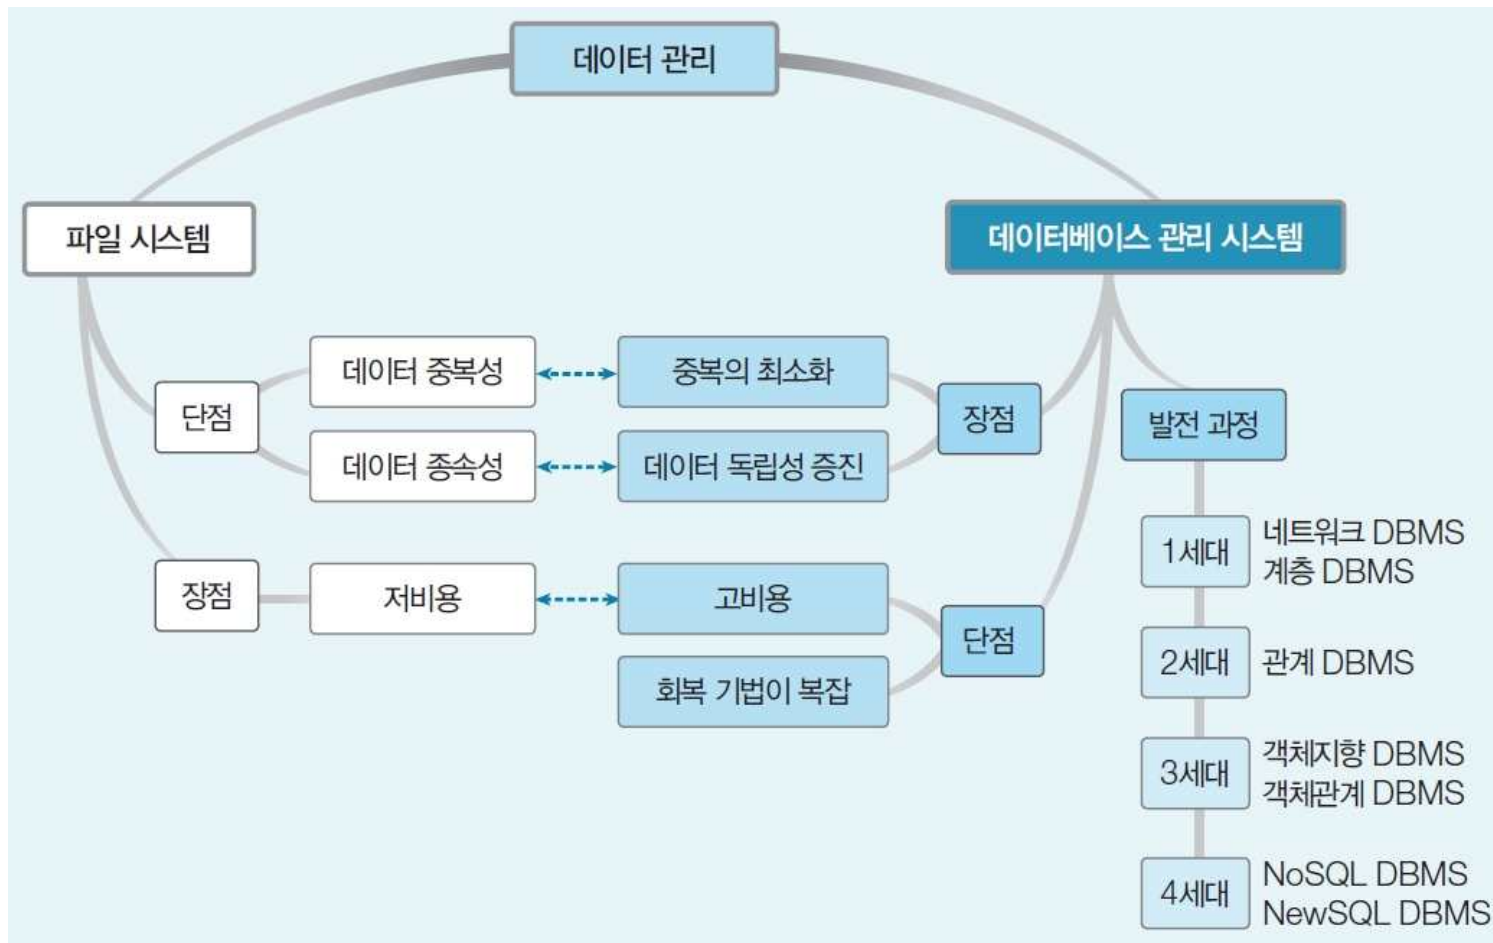 데이터 관리
파일 시스템
데이터베이스 관리 시스템
단점
데이터 중복성
중복의 최소화
데이터 종속성
데이터 독립성 증진
장점
장점
저비용
고비용
회복 기법이 복잡
단점
발전 과정
1세대
네트워크 DBMS
계층 DBMS
2세대
관계 DBMS
3세대
객체지향 DBMS
객체관계 DBMS
4세대
NoSQL DBMS
NewSQL DBMS